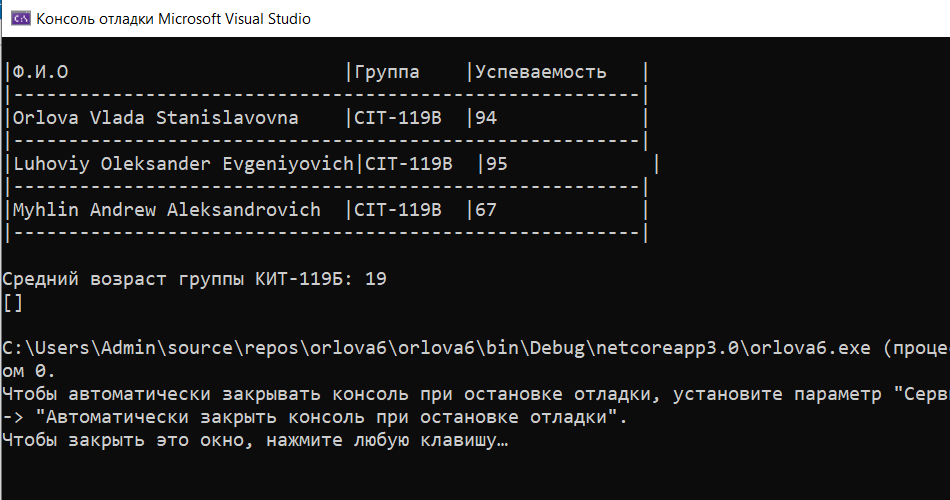 Консоль отладки Microsoft Visual Studio
|Ф.И.О                         |Группа    |Успеваемость   |
|---------------------------------------------------------|
|Orlova Vlada Stanislavovna    |CIT-119B  |94             |
|---------------------------------------------------------|
|Luhoviy Oleksander Evgeniyovich|CIT-119B  |95             |
|---------------------------------------------------------|
|Myhlin Andrew Aleksandrovich  |CIT-119B  |67             |
|---------------------------------------------------------|
Средний возраст группы КИТ-119Б: 19
[]
C:\Users\Admin\source\repos\orlova6\orlova6\bin\Debug\netcoreapp3.0\orlova6.exe (проце
ом 0.
Чтобы автоматически закрывать консоль при остановке отладки, установите параметр "Серв
-> "Автоматически закрыть консоль при остановке отладки".
Чтобы закрыть это окно, нажмите любую клавишу…